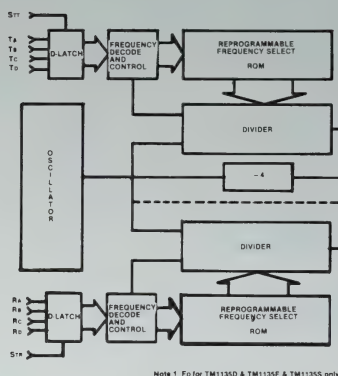 STT
TA
TB
TC
TD
D-LATCH
FREQUENCY
DECODE
AND
CONTROL
REPROGRAMMABLE
FREQUENCY SELECT
ROM
DIVIDER
OSCILLATOR
÷4
DIVIDER
RA
RB
RC
RD
D-LATCH
FREQUENCY
DECODE
AND
CONTROL
REPROGRAMMABLE
FREQUENCY SELECT
ROM
STR
Note 1 Fo for TM1135D & TM1135F & TM1135S only